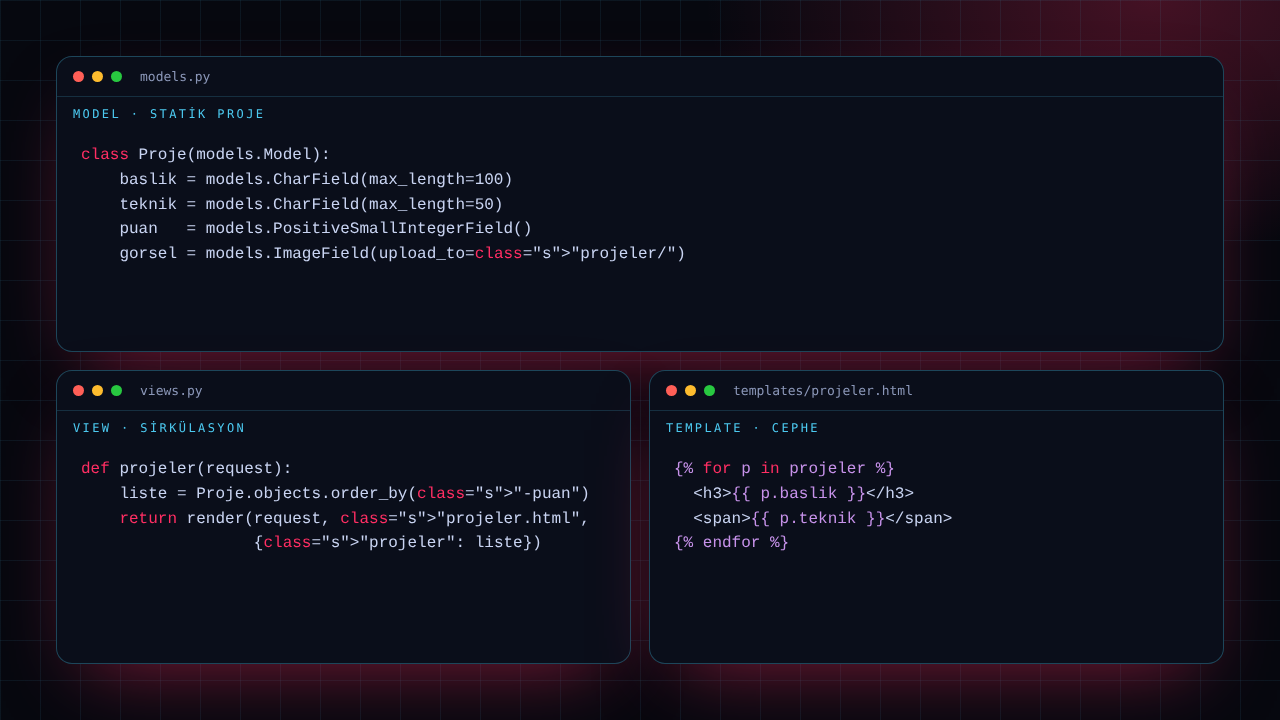 models.py
MODEL · STATİK PROJE
class Proje(models.Model):
    baslik = models.CharField(max_length=100)
    teknik = models.CharField(max_length=50)
    puan   = models.PositiveSmallIntegerField()
    gorsel = models.ImageField(upload_to=class="s">"projeler/")
views.py
VIEW · SİRKÜLASYON
def projeler(request):
    liste = Proje.objects.order_by(class="s">"-puan")
    return render(request, class="s">"projeler.html",
                  {class="s">"projeler": liste})
templates/projeler.html
TEMPLATE · CEPHE
{% for p in projeler %}
  <h3>{{ p.baslik }}</h3>
  <span>{{ p.teknik }}</span>
{% endfor %}